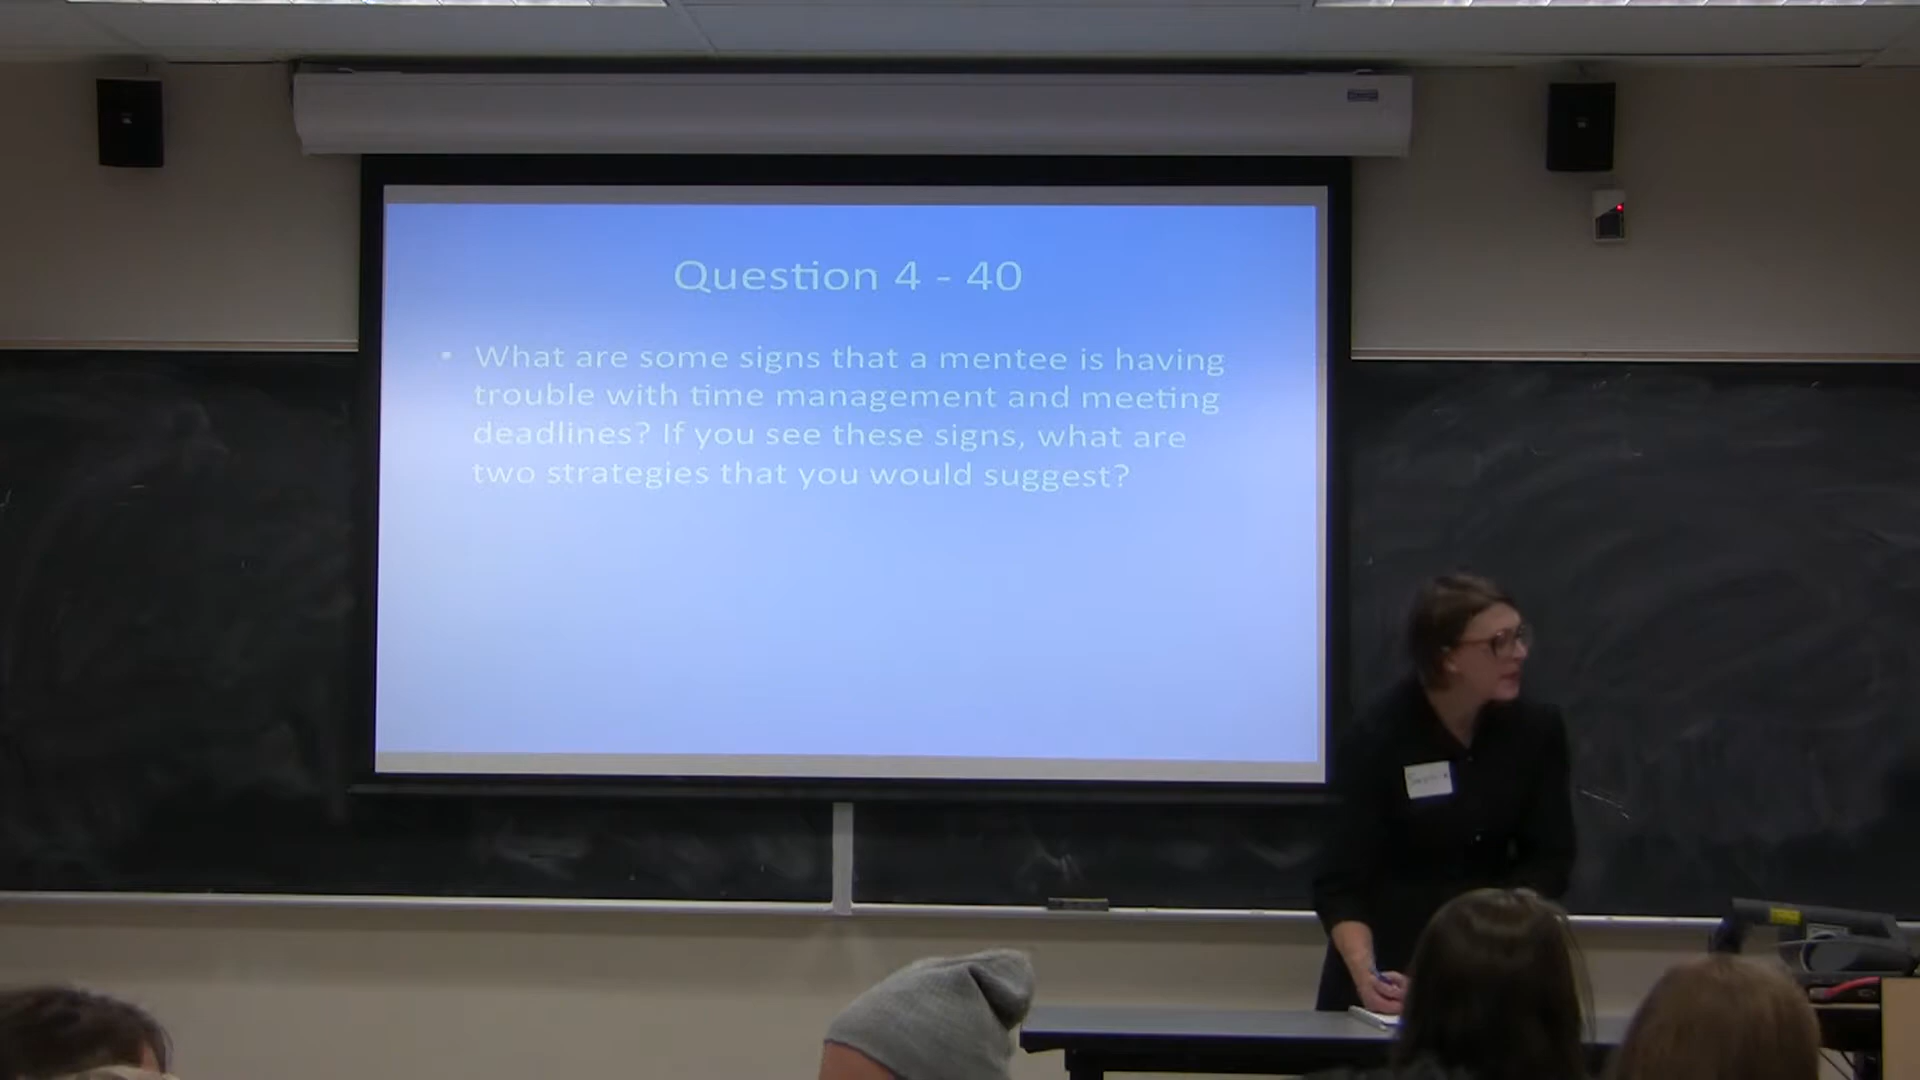 Question 4 - 40
• What are some signs that a mentee is having
trouble with time management and meeting
deadlines? If you see these signs, what are
two strategies that you would suggest?